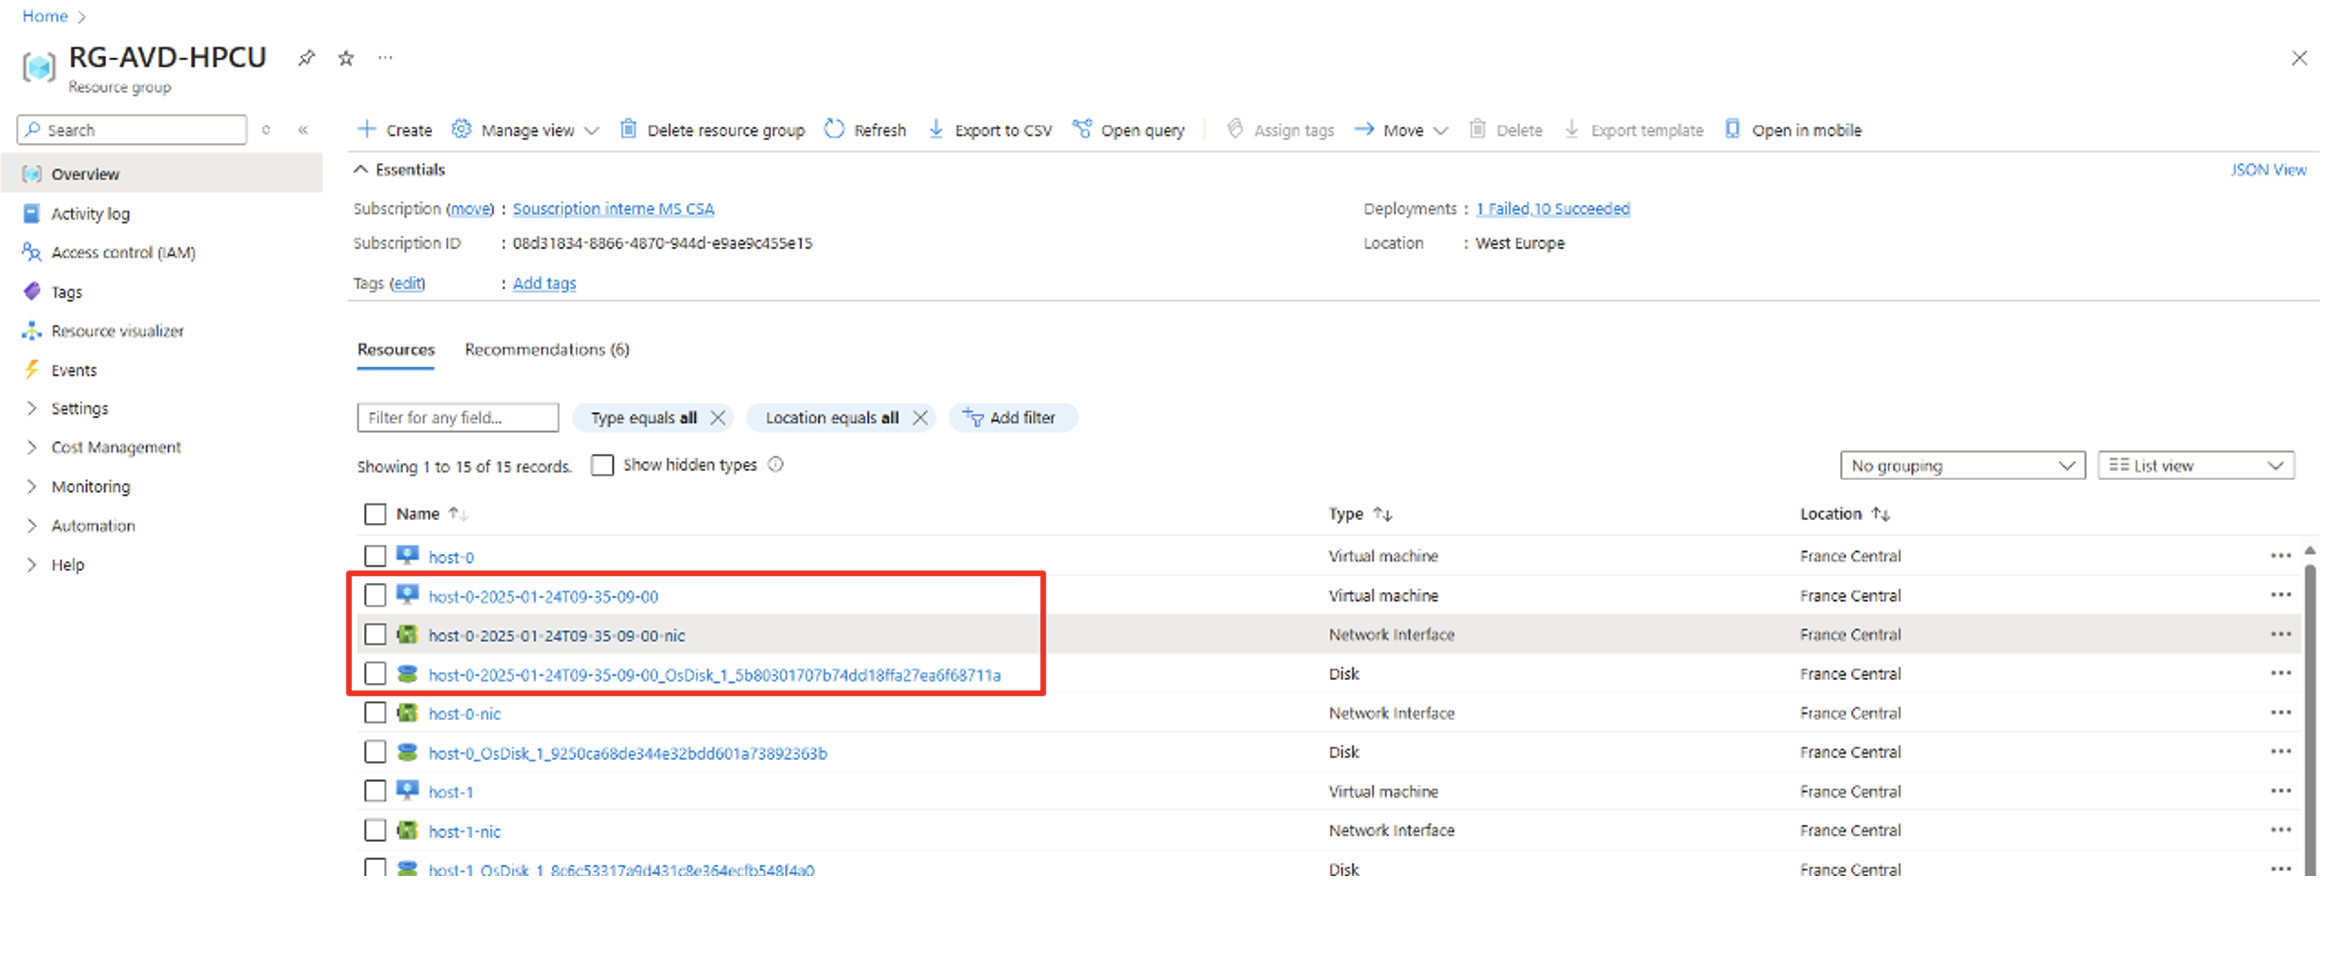 Home >
RG-AVD-HPCU
Resource group
Search
Create Manage view Delete resource group Refresh Export to CSV Open query Assign tags Move Delete Export template Open in mobile
Overview
Activity log
Access control (IAM)
Tags
Resource visualizer
Events
Settings
Cost Management
Monitoring
Automation
Help
Essentials JSON View
Subscription (move) : Souscription interne MS CSA
Deployments : 1 Failed,10 Succeeded
Subscription ID : 08d31834-8866-4870-944d-e9ae9c455e15
Location : West Europe
Tags (edit) : Add tags
Resources Recommendations (6)
Filter for any field... Type equals all Location equals all Add filter
Showing 1 to 15 of 15 records. Show hidden types No grouping List view
Name Type Location
host-0 Virtual machine France Central
host-0-2025-01-24T09-35-09-00 Virtual machine France Central
host-0-2025-01-24T09-35-09-00-nic Network Interface France Central
host-0-2025-01-24T09-35-09-00_OsDisk_1_5b80301707b74dd18ffa27ea6f68711a Disk France Central
host-0-nic Network Interface France Central
host-0_OsDisk_1_9250ca68de344e32bdd601a73892363b Disk France Central
host-1 Virtual machine France Central
host-1-nic Network Interface France Central
host-1_OsDisk_1_8c6c53317a9d431c8e364ecfb548f4a0 Disk France Central